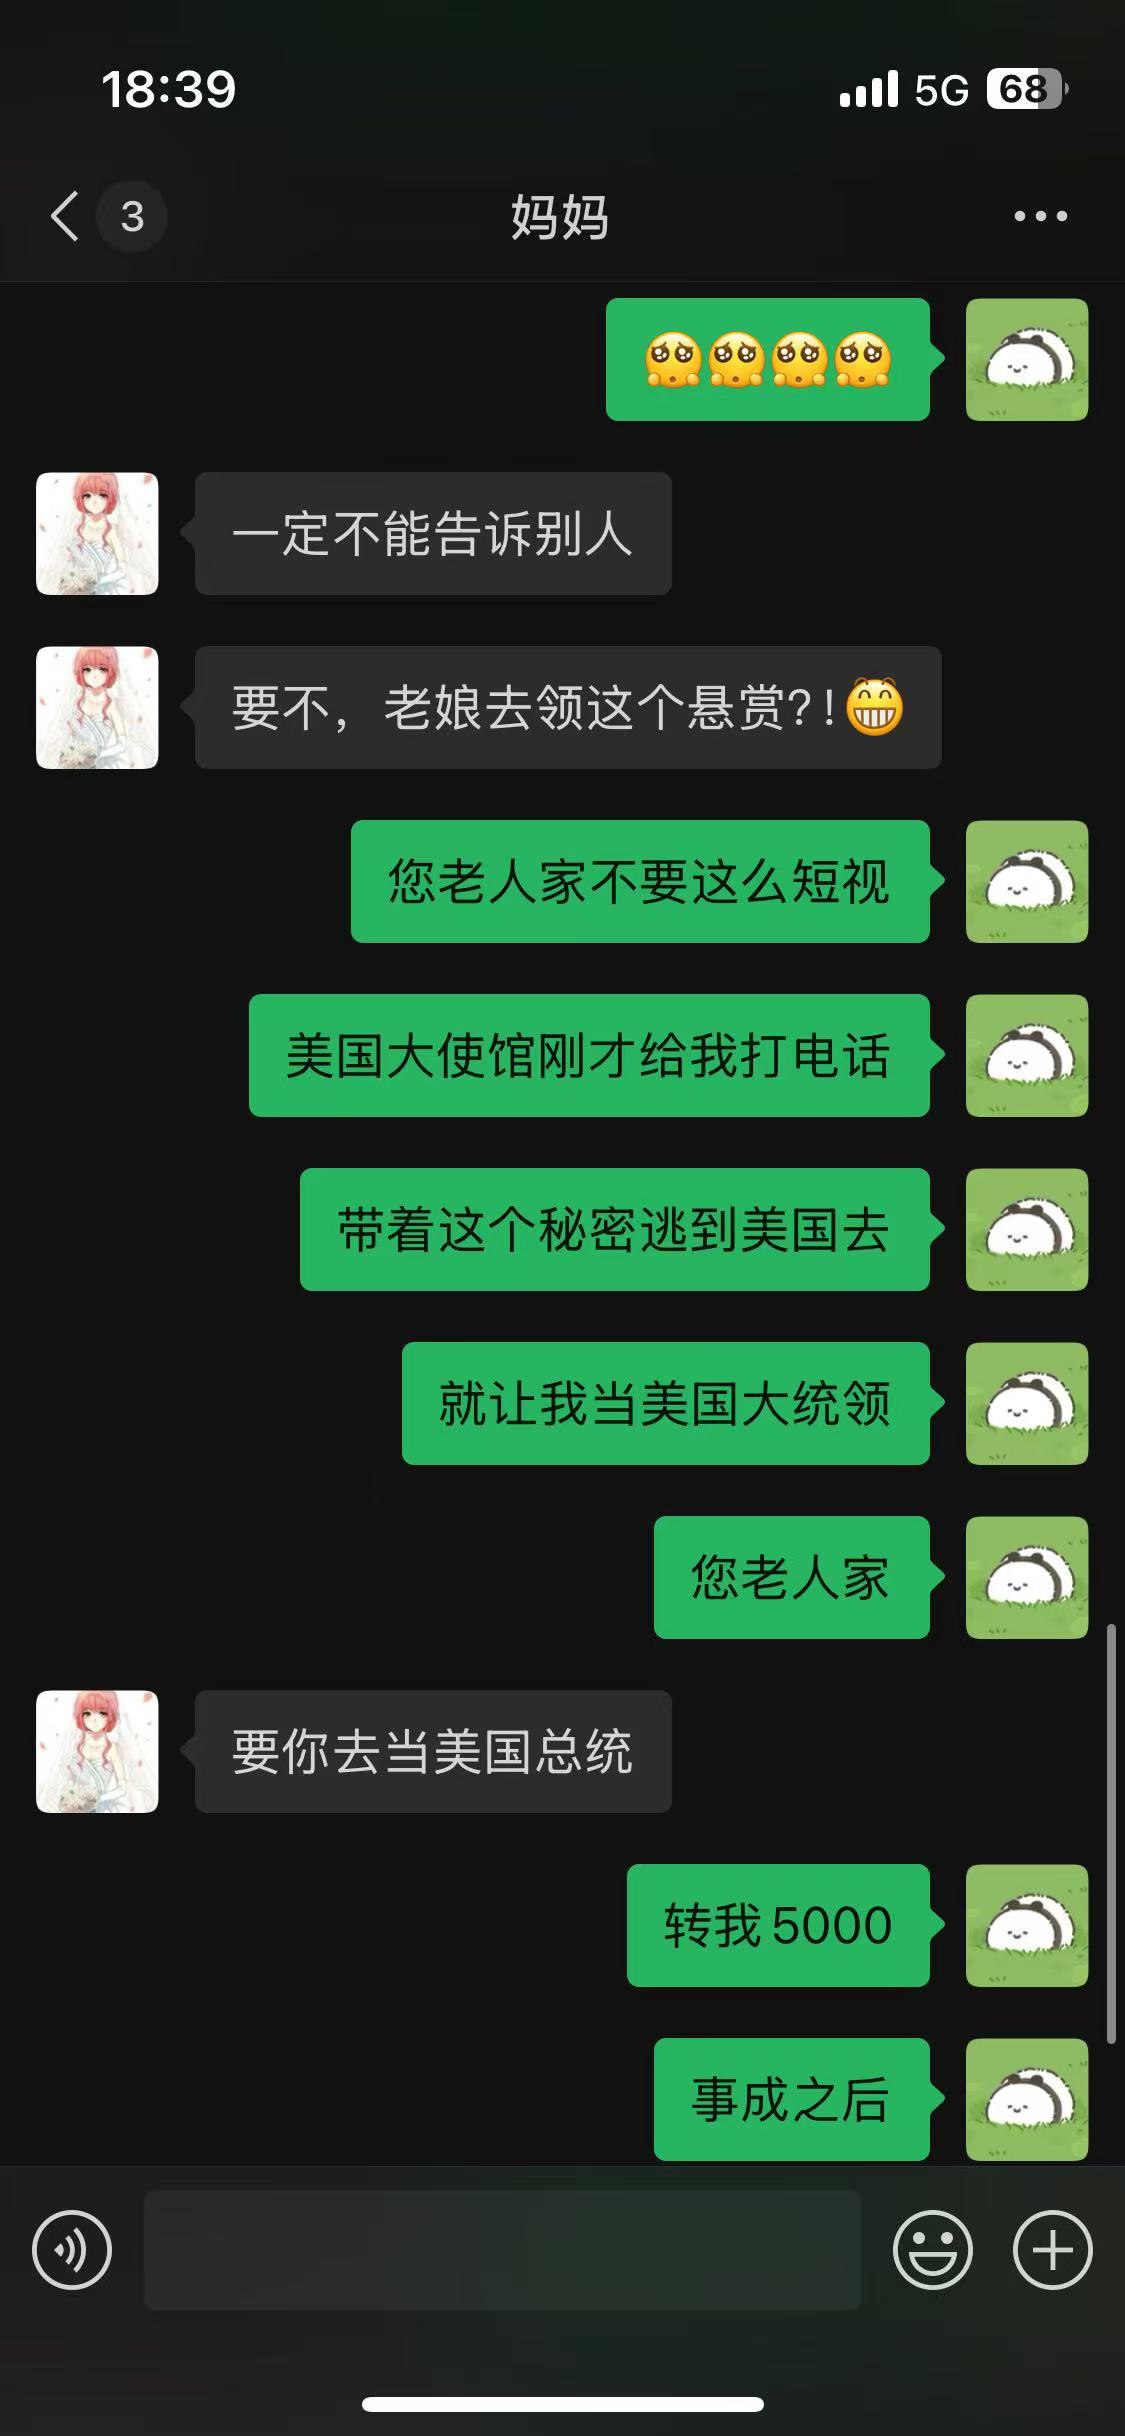 18:39
5G 68
3
妈妈
🥺🥺🥺🥺
一定不能告诉别人
要不，老娘去领这个悬赏?!😁
您老人家不要这么短视
美国大使馆刚才给我打电话
带着这个秘密逃到美国去
就让我当美国大统领
您老人家
要你去当美国总统
转我5000
事成之后